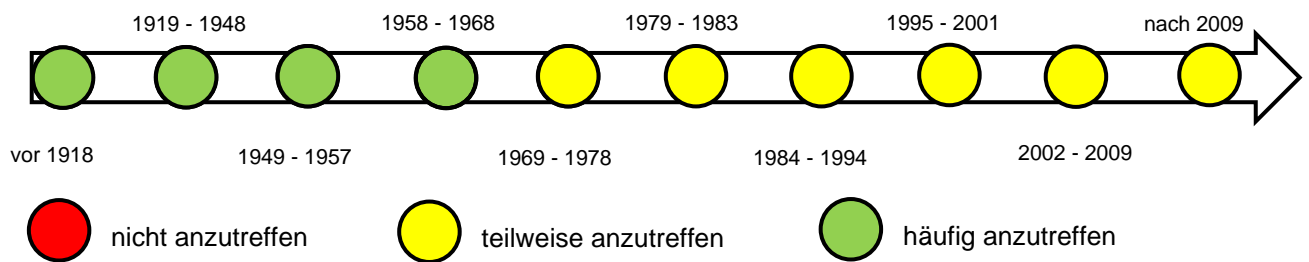 1919 - 1948 1958 - 1968 1979 - 1983 1995 - 2001 nach 2009
vor 1918 1949 - 1957 1969 - 1978 1984 - 1994 2002 - 2009
nicht anzutreffen teilweise anzutreffen häufig anzutreffen